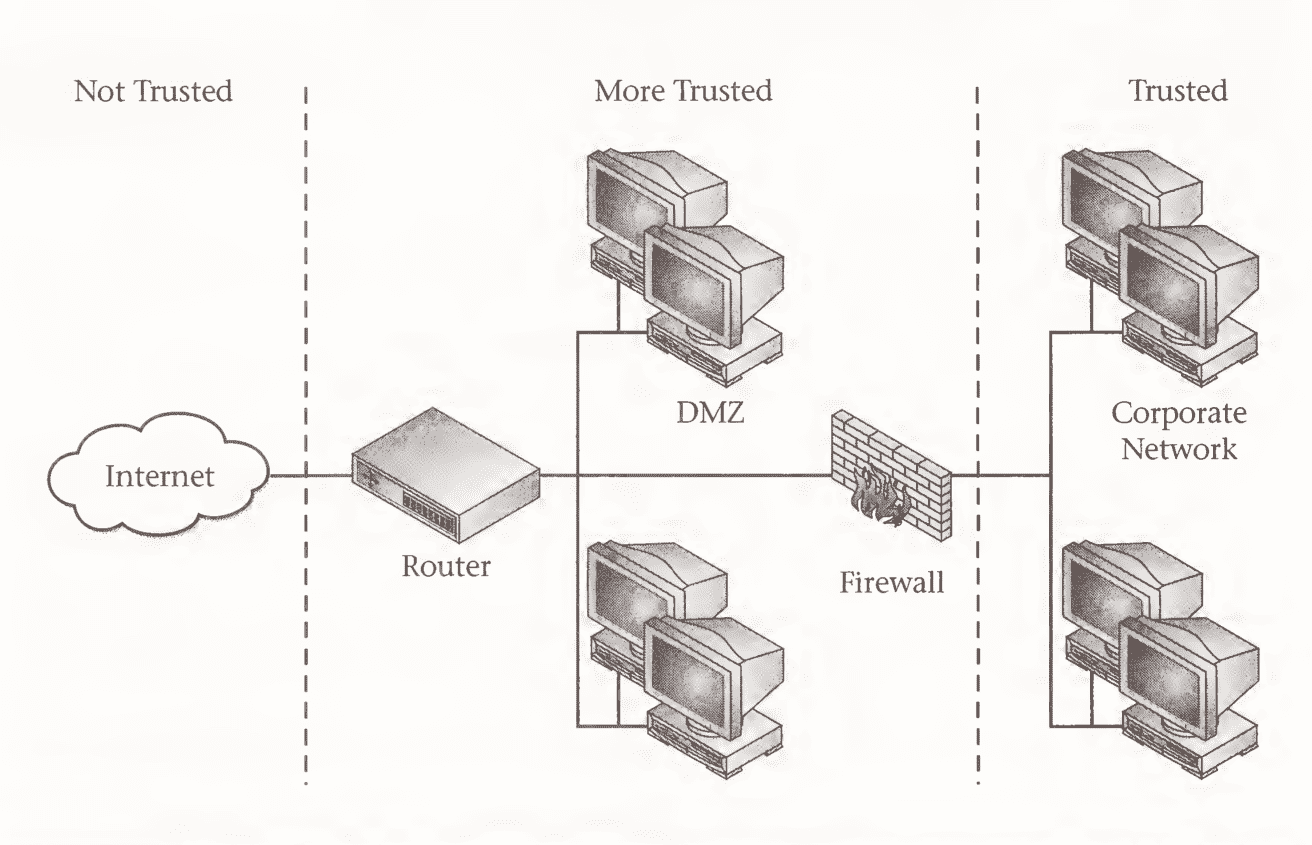 Not Trusted
More Trusted
Trusted
DMZ
Corporate
Network
Internet
Router
Firewall